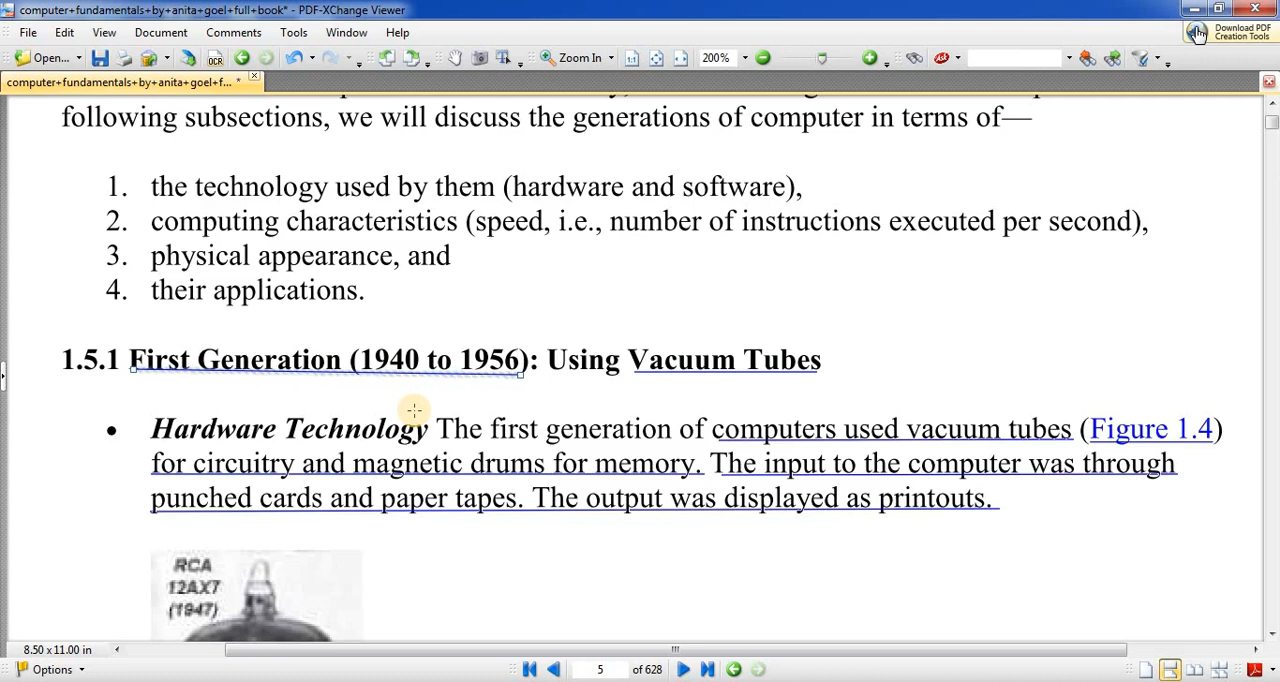 computer+fundamentals+by+anita+goel+full+book* - PDF-XChange Viewer
File Edit View Document Comments Tools Window Help
Download PDF
Creation Tools
Open... OCR Zoom In 200%
computer+fundamentals+by+anita+goel+f... *
following subsections, we will discuss the generations of computer in terms of—
1. the technology used by them (hardware and software),
2. computing characteristics (speed, i.e., number of instructions executed per second),
3. physical appearance, and
4. their applications.
1.5.1 First Generation (1940 to 1956): Using Vacuum Tubes
• Hardware Technology The first generation of computers used vacuum tubes (Figure 1.4)
for circuitry and magnetic drums for memory. The input to the computer was through
punched cards and paper tapes. The output was displayed as printouts.
RCA
12AX7
(1947)
8.50 x 11.00 in
Options 5 of 628